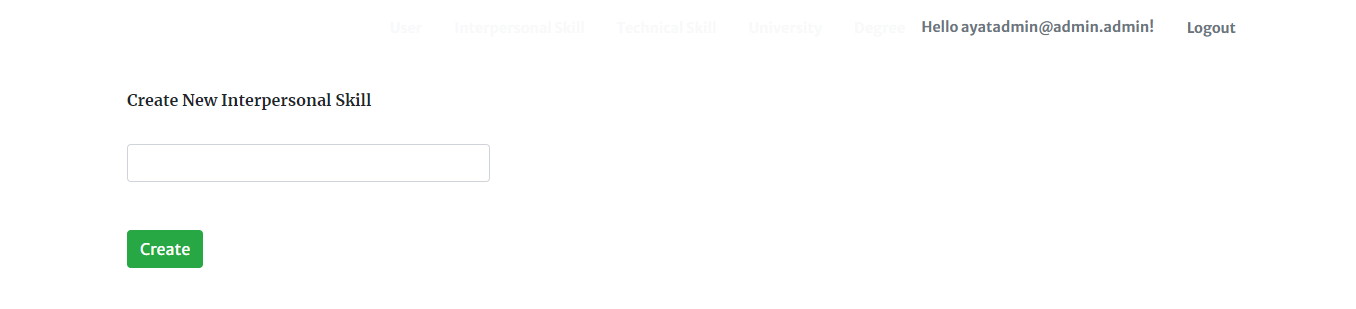 User Interpersonal Skill Technical Skill University Degree Hello ayatadmin@admin.admin! Logout
Create New Interpersonal Skill
Create